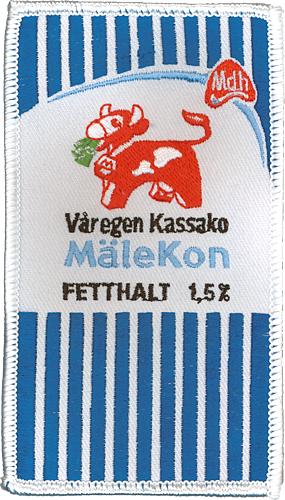 Mdh
Våregen Kassako
MäleKon
FETTHALT 1,5%